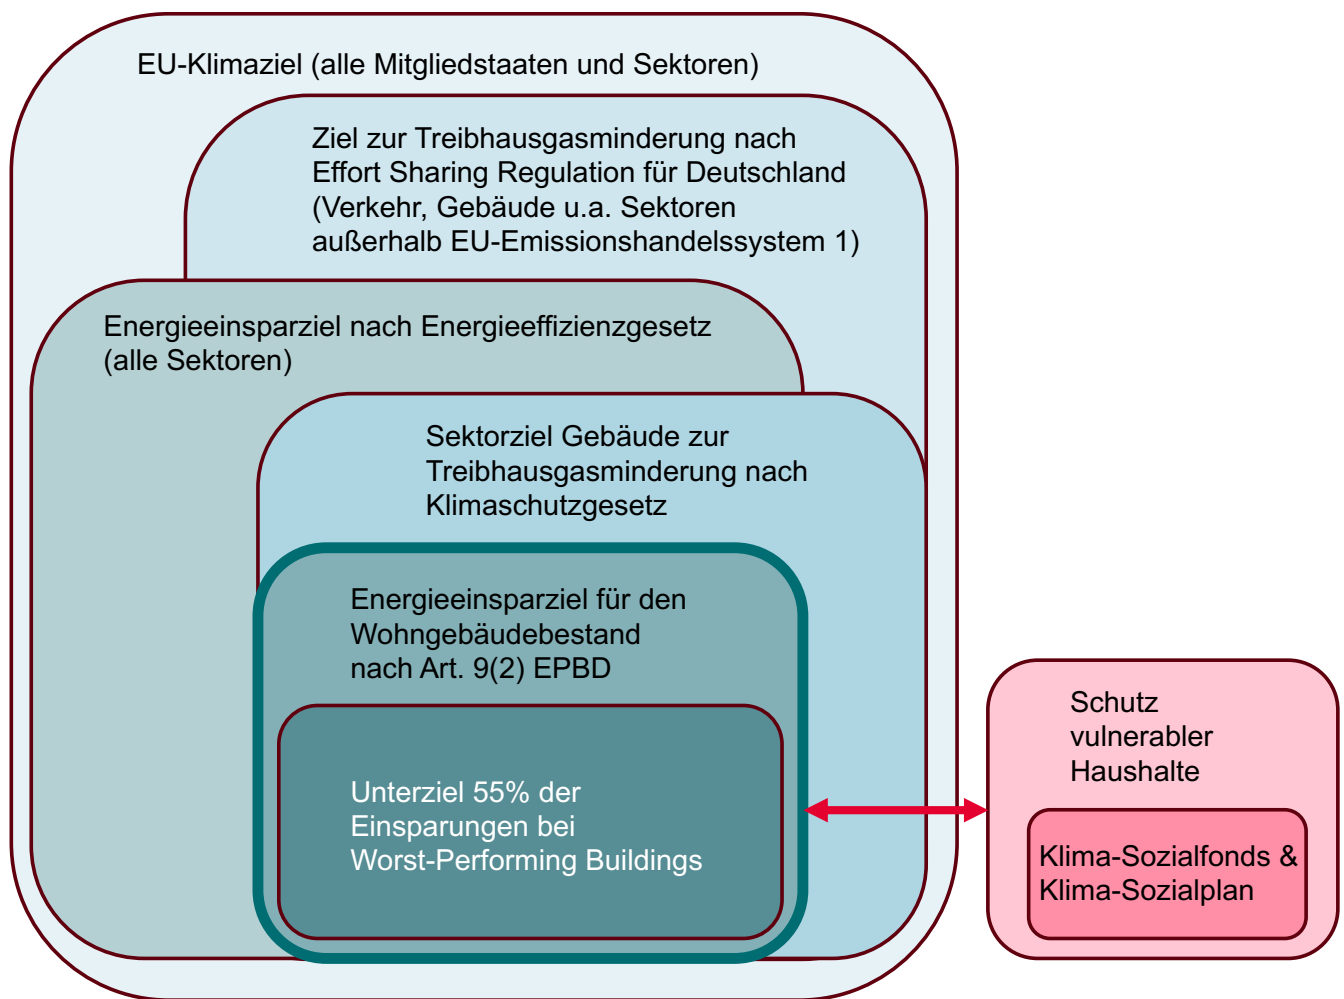 EU-Klimaziel (alle Mitgliedstaaten und Sektoren)
Ziel zur Treibhausgasminderung nach
Effort Sharing Regulation für Deutschland
(Verkehr, Gebäude u.a. Sektoren
außerhalb EU-Emissionshandelssystem 1)
Energieeinsparziel nach Energieeffizienzgesetz
(alle Sektoren)
Sektorziel Gebäude zur
Treibhausgasminderung nach
Klimaschutzgesetz
Energieeinsparziel für den
Wohngebäudebestand
nach Art. 9(2) EPBD
Unterziel 55% der
Einsparungen bei
Worst-Performing Buildings
Schutz
vulnerabler
Haushalte
Klima-Sozialfonds &
Klima-Sozialplan